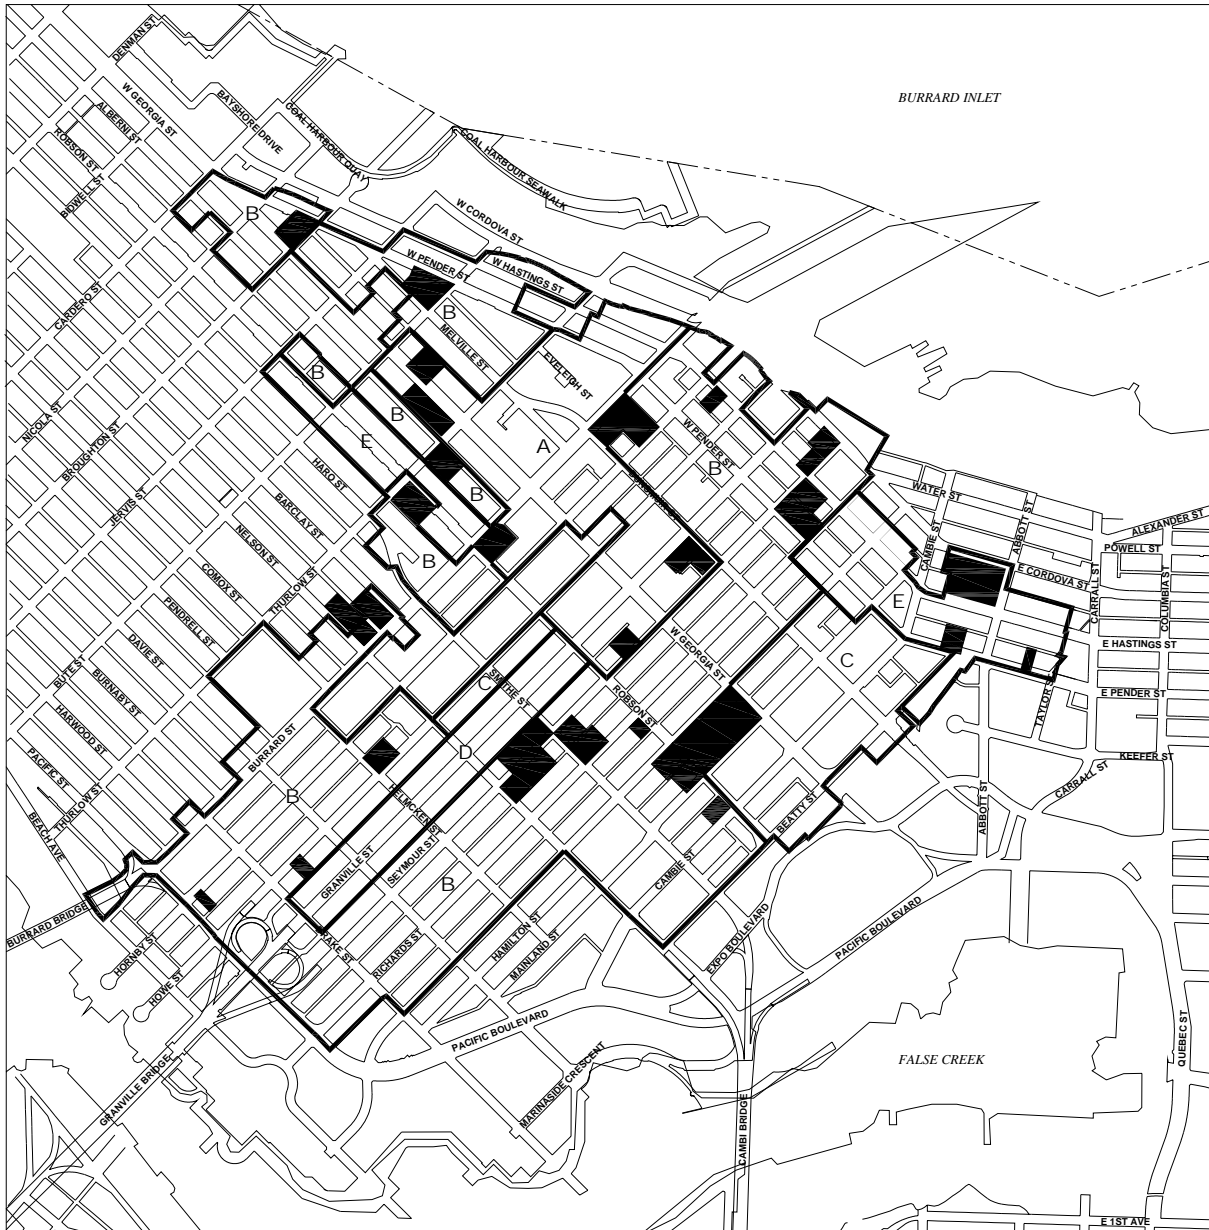 DENMAN ST
BURRARD INLET
W GEORGIA ST
BAYSHORE DRIVE
ALBERNI ST
COAL HARBOUR QUAY
ROBSON ST
COAL HARBOUR SEAWALK
BIDWELL ST
B
W CORDOVA ST
W PENDER ST
W HASTINGS ST
CARDERO ST
B
MELVILLE ST
EVELEIGH ST
B
NICOLA ST
B
BROUGHTON ST
E
A
W PENDER ST
B
HARO ST
JERVIS ST
BARCLAY ST
B
WATER ST
ABBOTT ST
CAMBIE ST
ALEXANDER ST
NELSON ST
B
POWELL ST
E CORDOVA ST
COMOX ST
THURLOW ST
CARRALL ST
COLUMBIA ST
PENDRELL ST
E
E HASTINGS ST
DAVIE ST
BUTE ST
W GEORGIA ST
C
BURNABY ST
SMITHE ST
C
ROBSON ST
TAYLOR ST
E PENDER ST
HARWOOD ST
BURRARD ST
D
PACIFIC ST
KEEFER ST
THURLOW ST
B
HELMCKEN ST
CARRALL ST
BEATTY ST
ABBOTT ST
BEACH AVE
GRANVILLE ST
SEYMOUR ST
CAMBIE ST
B
BURRARD BRIDGE
HORNBY ST
DRAKE ST
RICHARDS ST
HAMILTON ST
MAINLAND ST
EXPO BOULEVARD
PACIFIC BOULEVARD
HOWE ST
PACIFIC BOULEVARD
QUEBEC ST
FALSE CREEK
GRANVILLE BRIDGE
MARINASIDE CRESCENT
CAMBI BRIDGE
E 1ST AVE